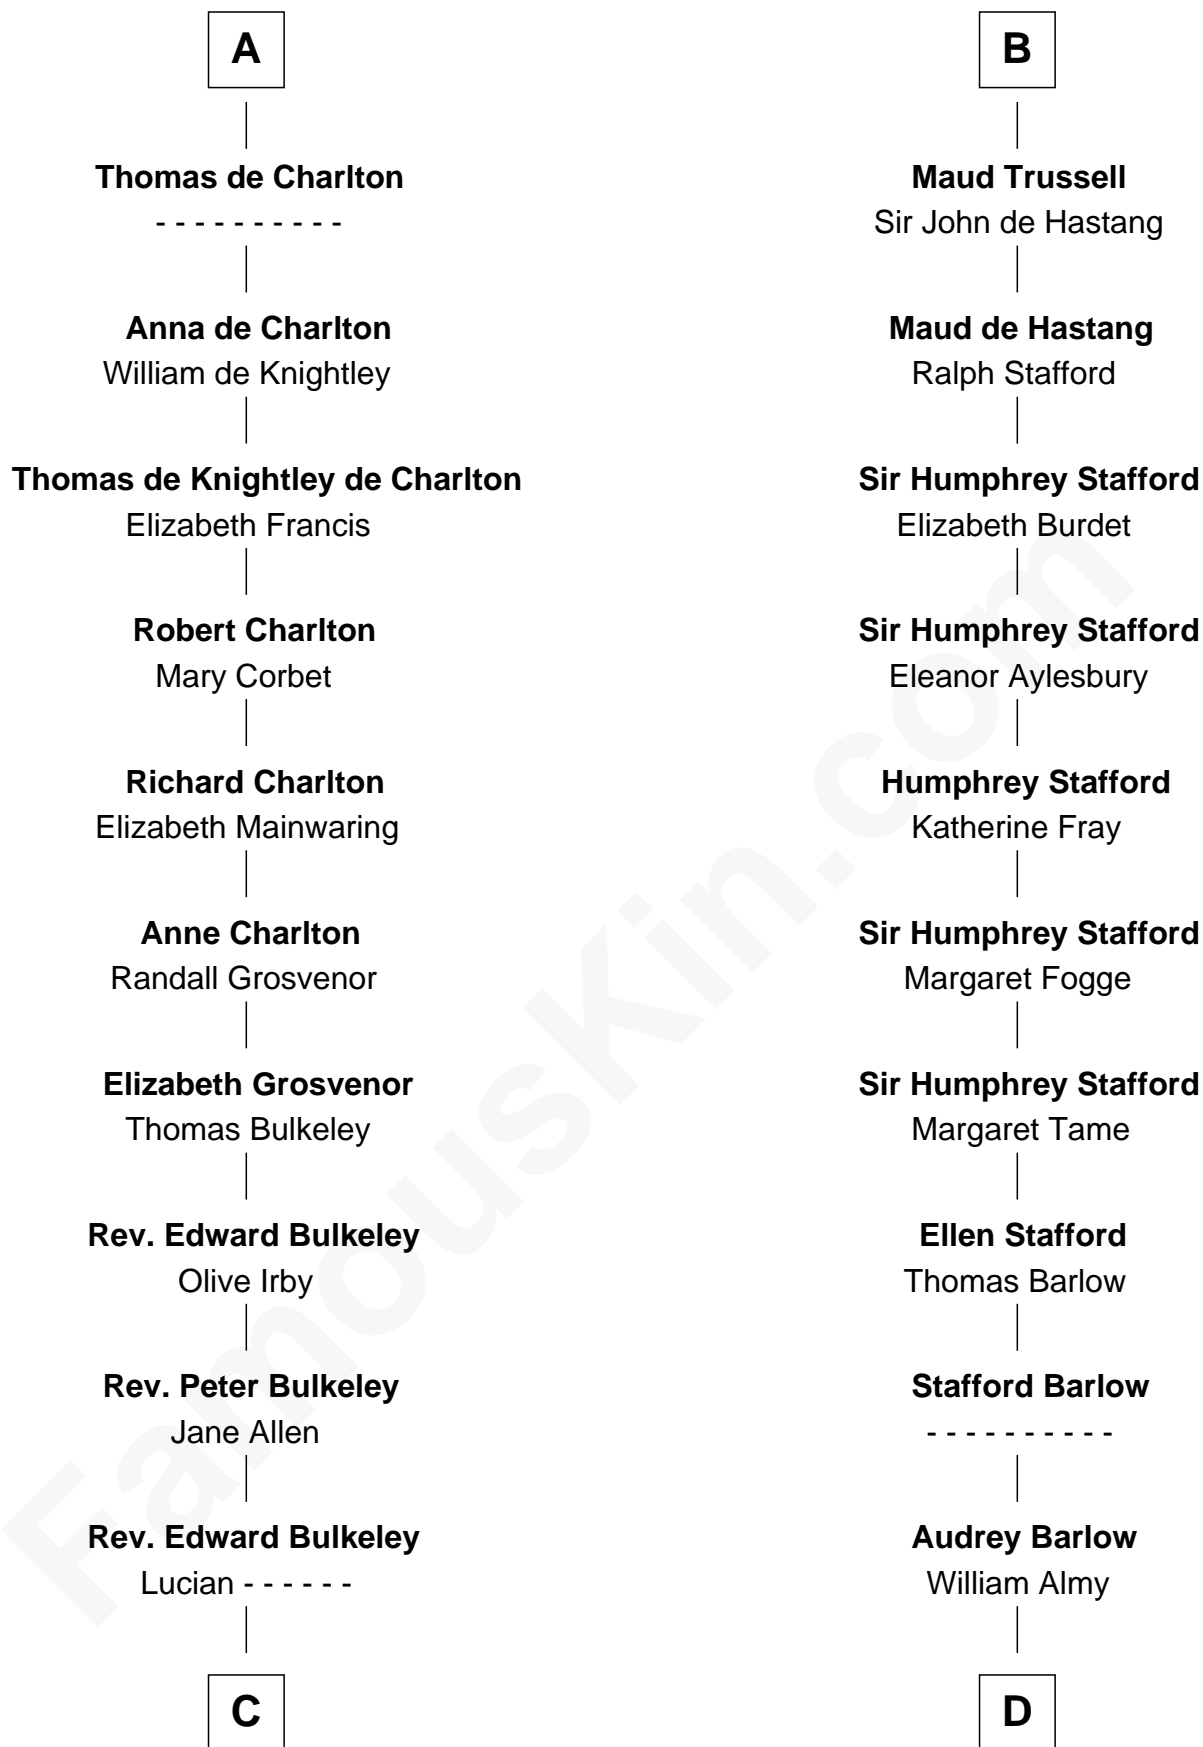 A
Thomas de Charlton
- - - - - - - - - -
Anna de Charlton
William de Knightley
Thomas de Knightley de Charlton
Elizabeth Francis
Robert Charlton
Mary Corbet
Richard Charlton
Elizabeth Mainwaring
Anne Charlton
Randall Grosvenor
Elizabeth Grosvenor
Thomas Bulkeley
Rev. Edward Bulkeley
Olive Irby
Rev. Peter Bulkeley
Jane Allen
Rev. Edward Bulkeley
Lucian - - - - - -
C
B
Maud Trussell
Sir John de Hastang
Maud de Hastang
Ralph Stafford
Sir Humphrey Stafford
Elizabeth Burdet
Sir Humphrey Stafford
Eleanor Aylesbury
Humphrey Stafford
Katherine Fray
Sir Humphrey Stafford
Margaret Fogge
Sir Humphrey Stafford
Margaret Tame
Ellen Stafford
Thomas Barlow
Stafford Barlow
- - - - - - - - - -
Audrey Barlow
William Almy
D
FamousKin.com